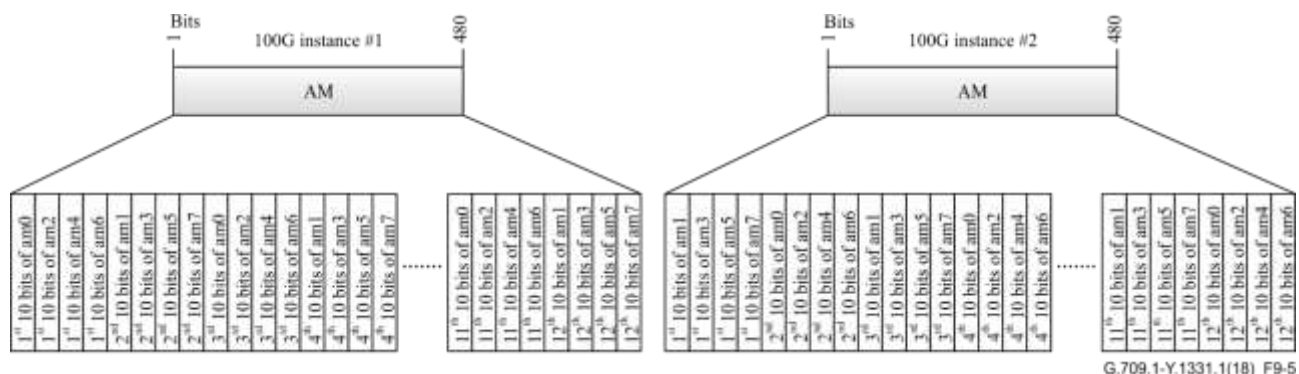 Bits
1
100G instance #1
480
AM
1st 10 bits of am0
1st 10 bits of am2
1st 10 bits of am4
1st 10 bits of am6
2nd 10 bits of am1
2nd 10 bits of am3
2nd 10 bits of am5
2nd 10 bits of am7
3rd 10 bits of am0
3rd 10 bits of am2
3rd 10 bits of am4
3rd 10 bits of am6
4th 10 bits of am1
4th 10 bits of am3
4th 10 bits of am5
4th 10 bits of am7
........
11th 10 bits of am0
11th 10 bits of am2
11th 10 bits of am4
11th 10 bits of am6
12th 10 bits of am1
12th 10 bits of am3
12th 10 bits of am5
12th 10 bits of am7
Bits
1
100G instance #2
480
AM
1st 10 bits of am1
1st 10 bits of am3
1st 10 bits of am5
1st 10 bits of am7
2nd 10 bits of am0
2nd 10 bits of am2
2nd 10 bits of am4
2nd 10 bits of am6
3rd 10 bits of am1
3rd 10 bits of am3
3rd 10 bits of am5
3rd 10 bits of am7
4th 10 bits of am0
4th 10 bits of am2
4th 10 bits of am4
4th 10 bits of am6
........
11th 10 bits of am1
11th 10 bits of am3
11th 10 bits of am5
11th 10 bits of am7
12th 10 bits of am0
12th 10 bits of am2
12th 10 bits of am4
12th 10 bits of am6
G.709.1-Y.1331.1(18)_F9-5